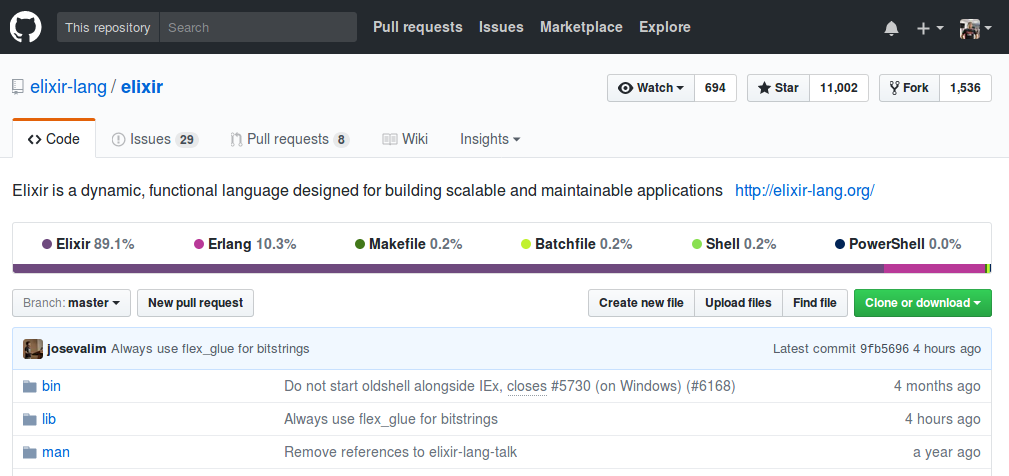 This repository Search Pull requests Issues Marketplace Explore
elixir-lang / elixir Watch 694 Star 11,002 Fork 1,536
Code Issues 29 Pull requests 8 Wiki Insights
Elixir is a dynamic, functional language designed for building scalable and maintainable applications http://elixir-lang.org/
Elixir 89.1% Erlang 10.3% Makefile 0.2% Batchfile 0.2% Shell 0.2% PowerShell 0.0%
Branch: master New pull request Create new file Upload files Find file Clone or download
josevalim Always use flex_glue for bitstrings Latest commit 9fb5696 4 hours ago
bin Do not start oldshell alongside IEx, closes #5730 (on Windows) (#6168) 4 months ago
lib Always use flex_glue for bitstrings 4 hours ago
man Remove references to elixir-lang-talk a year ago